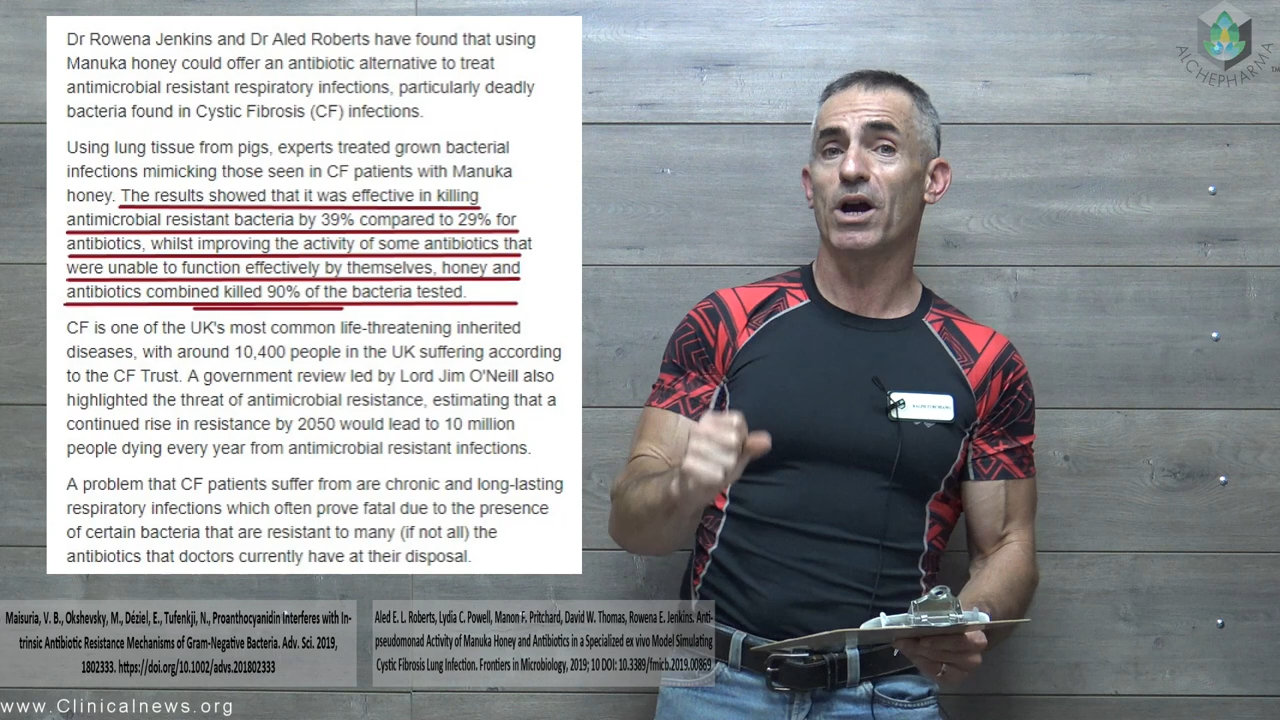 Dr Rowena Jenkins and Dr Aled Roberts have found that using
Manuka honey could offer an antibiotic alternative to treat
antimicrobial resistant respiratory infections, particularly deadly
bacteria found in Cystic Fibrosis (CF) infections.
Using lung tissue from pigs, experts treated grown bacterial
infections mimicking those seen in CF patients with Manuka
honey. The results showed that it was effective in killing
antimicrobial resistant bacteria by 39% compared to 29% for
antibiotics, whilst improving the activity of some antibiotics that
were unable to function effectively by themselves, honey and
antibiotics combined killed 90% of the bacteria tested.
CF is one of the UK's most common life-threatening inherited
diseases, with around 10,400 people in the UK suffering according
to the CF Trust. A government review led by Lord Jim O'Neill also
highlighted the threat of antimicrobial resistance, estimating that a
continued rise in resistance by 2050 would lead to 10 million
people dying every year from antimicrobial resistant infections.
A problem that CF patients suffer from are chronic and long-lasting
respiratory infections which often prove fatal due to the presence
of certain bacteria that are resistant to many (if not all) the
antibiotics that doctors currently have at their disposal.
Maisuria, V. B., Okshevsky, M., Déziel, E., Tufenkji, N., Proanthocyanidin Interferes with In-
trinsic Antibiotic Resistance Mechanisms of Gram‐Negative Bacteria. Adv. Sci. 2019,
1802333. https://doi.org/10.1002/advs.201802333
Aled E. L. Roberts, Lydia C. Powell, Manon F. Pritchard, David W. Thomas, Rowena E. Jenkins. Anti-
pseudomonad Activity of Manuka Honey and Antibiotics in a Specialized ex vivo Model Simulating
Cystic Fibrosis Lung Infection. Frontiers in Microbiology, 2019; 10 DOI: 10.3389/fmicb.2019.00869
www.Clinicalnews.org
ALCHEPHARMA TM